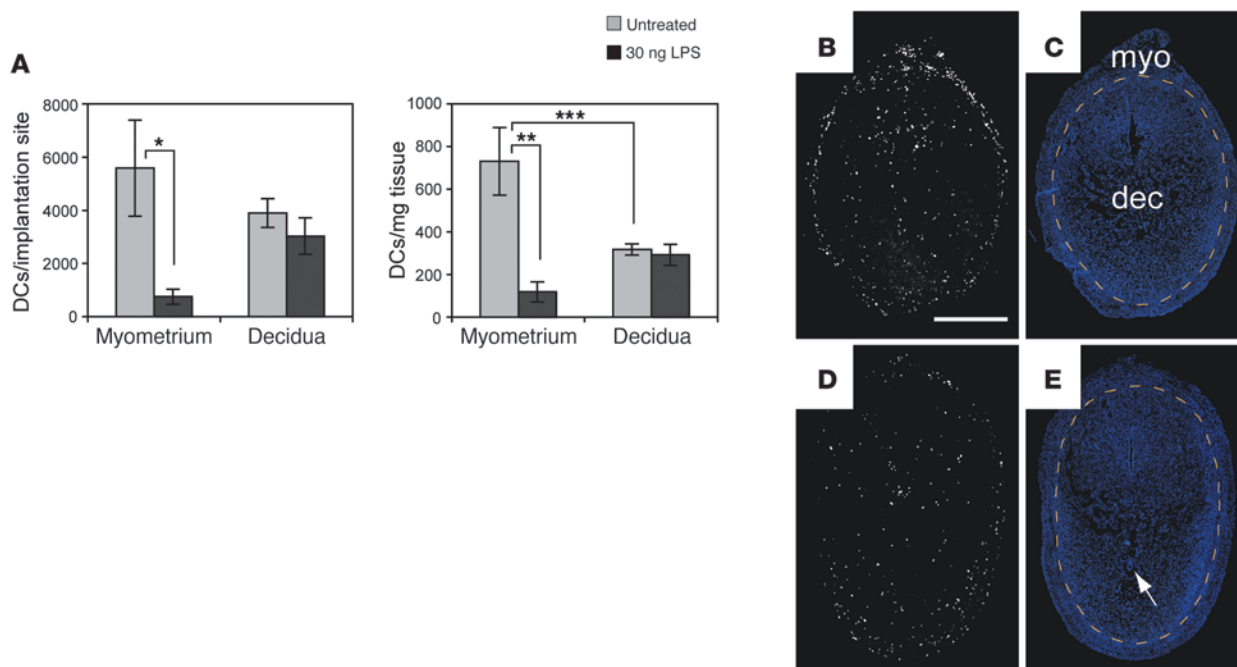 Untreated
30 ng LPS
A
DCs/implantation site
8000
6000
4000
2000
0
*
Myometrium
Decidua
DCs/mg tissue
1000
800
600
400
200
0
***
**
Myometrium
Decidua
B
C
myo
dec
D
E